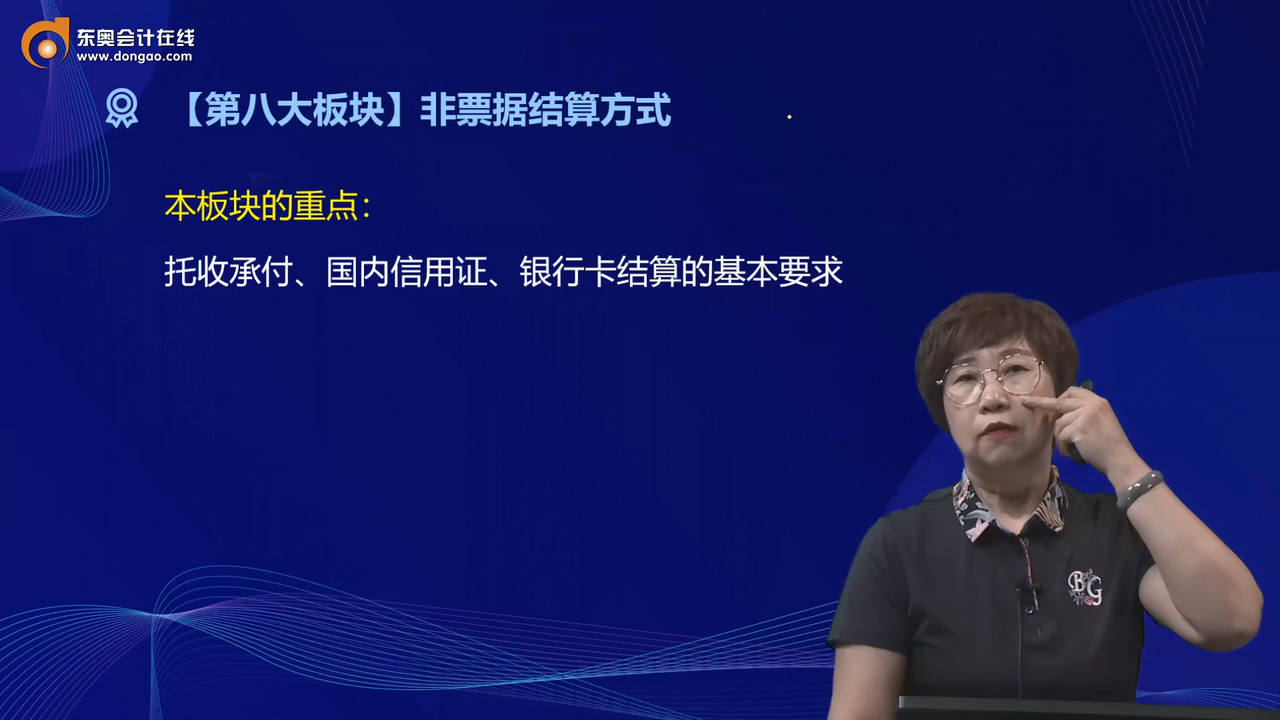 东奥会计在线
www.dongao.com
【第八大板块】非票据结算方式
本板块的重点：
托收承付、国内信用证、银行卡结算的基本要求
BG